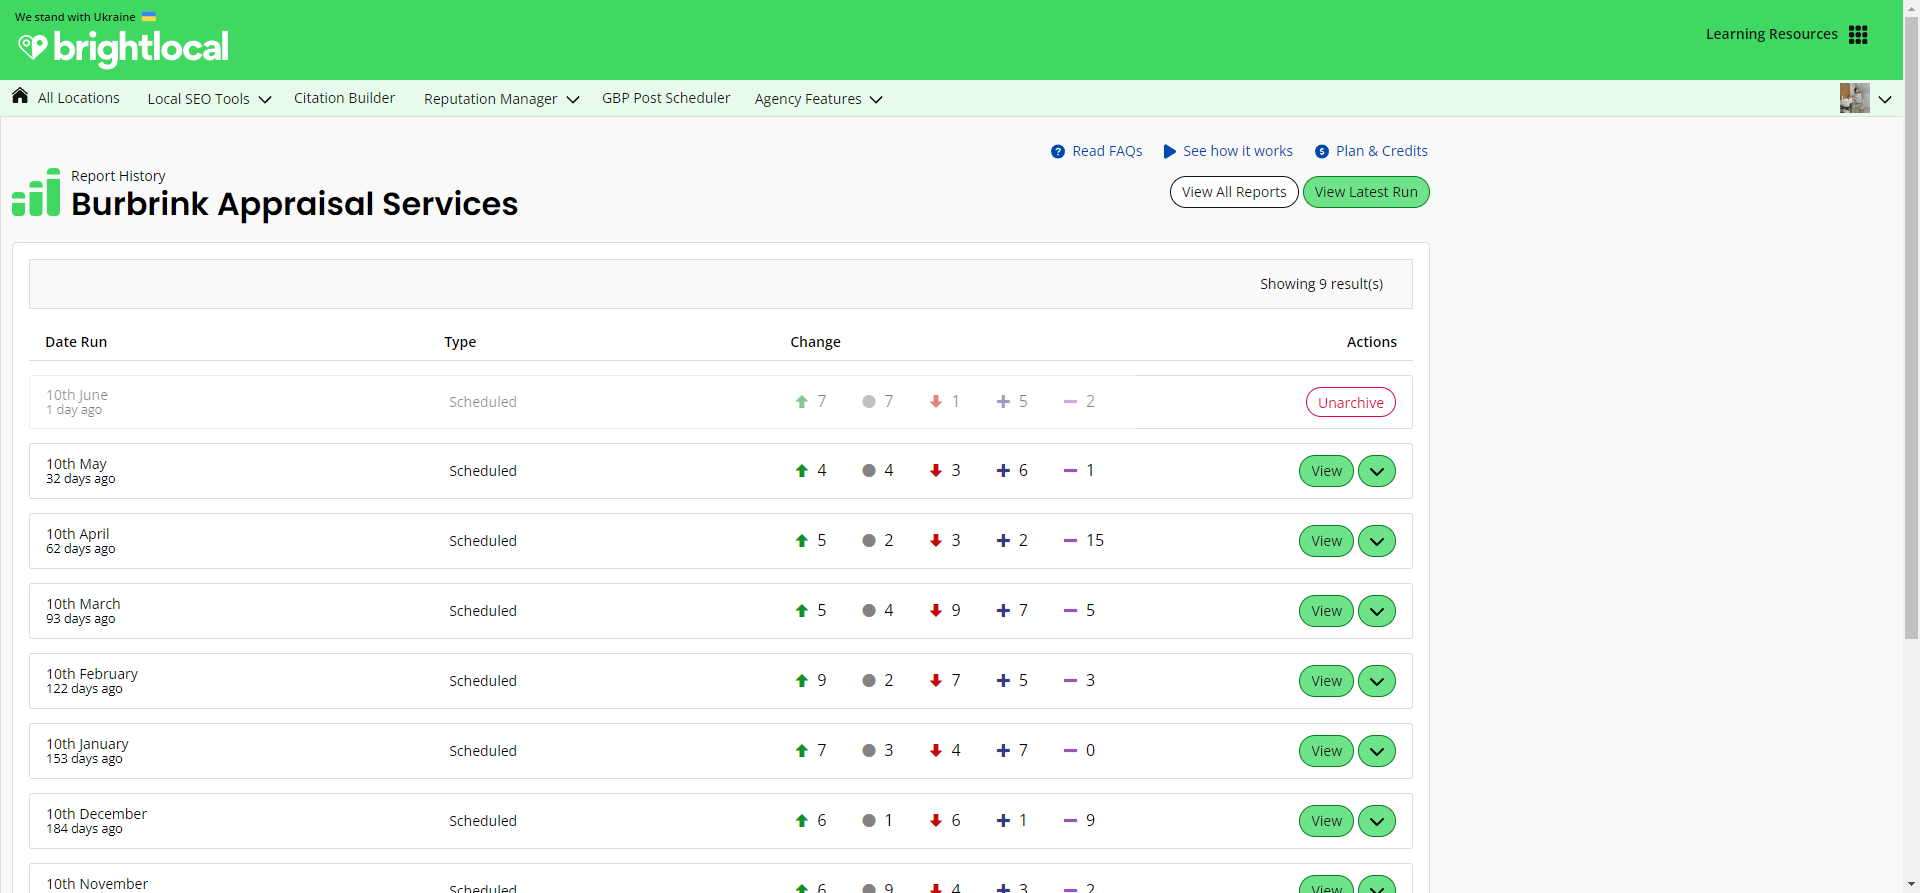 We stand with Ukraine
brightlocal
Learning Resources
All Locations Local SEO Tools Citation Builder Reputation Manager GBP Post Scheduler Agency Features
Read FAQs See how it works Plan & Credits
Report History
Burbrink Appraisal Services
View All Reports View Latest Run
Showing 9 result(s)
Date Run Type Change Actions
10th June
1 day ago
Scheduled 7 7 1 5 2 Unarchive
10th May
32 days ago
Scheduled 4 4 3 6 1 View
10th April
62 days ago
Scheduled 5 2 3 2 15 View
10th March
93 days ago
Scheduled 5 4 9 7 5 View
10th February
122 days ago
Scheduled 9 2 7 5 3 View
10th January
153 days ago
Scheduled 7 3 4 7 0 View
10th December
184 days ago
Scheduled 6 1 6 1 9 View
10th November
Scheduled 6 9 4 3 2 View